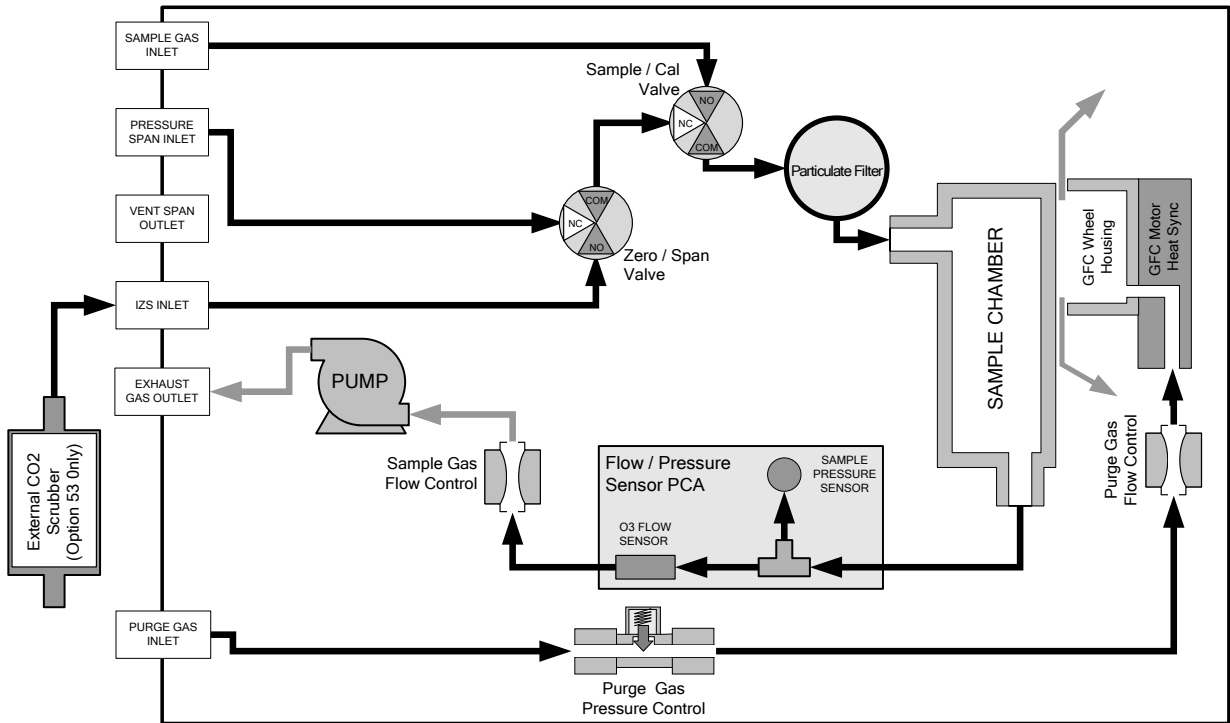 SAMPLE GAS
INLET
Sample / Cal
Valve
NO
NC
COM
PRESSURE
SPAN INLET
Particulate Filter
VENT SPAN
OUTLET
COM
NC
NO
Zero / Span
Valve
IZS INLET
EXHAUST
GAS OUTLET
PUMP
SAMPLE CHAMBER
GFC Wheel
Housing
GFC Motor
Heat Sync
External CO2
Scrubber
(Option 53 0nly)
Sample Gas
Flow Control
Flow / Pressure
Sensor PCA
SAMPLE
PRESSURE
SENSOR
O3 FLOW
SENSOR
Purge Gas
Flow Control
PURGE GAS
INLET
Purge Gas
Pressure Control